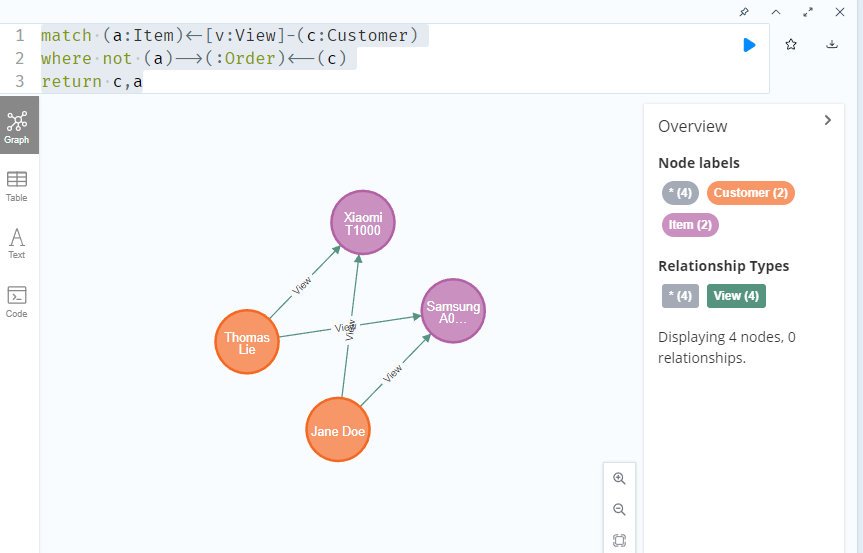 1 match (a:Item)<-[v:View]-(c:Customer)
2 where not (a)-->(:Order)<--(c)
3 return c,a
Graph
Table
Text
Code
Xiaomi
T1000
View
Samsung
A0...
View
View
Thomas
Lie
View
Jane Doe
Overview
Node labels
* (4) Customer (2)
Item (2)
Relationship Types
* (4) View (4)
Displaying 4 nodes, 0
relationships.